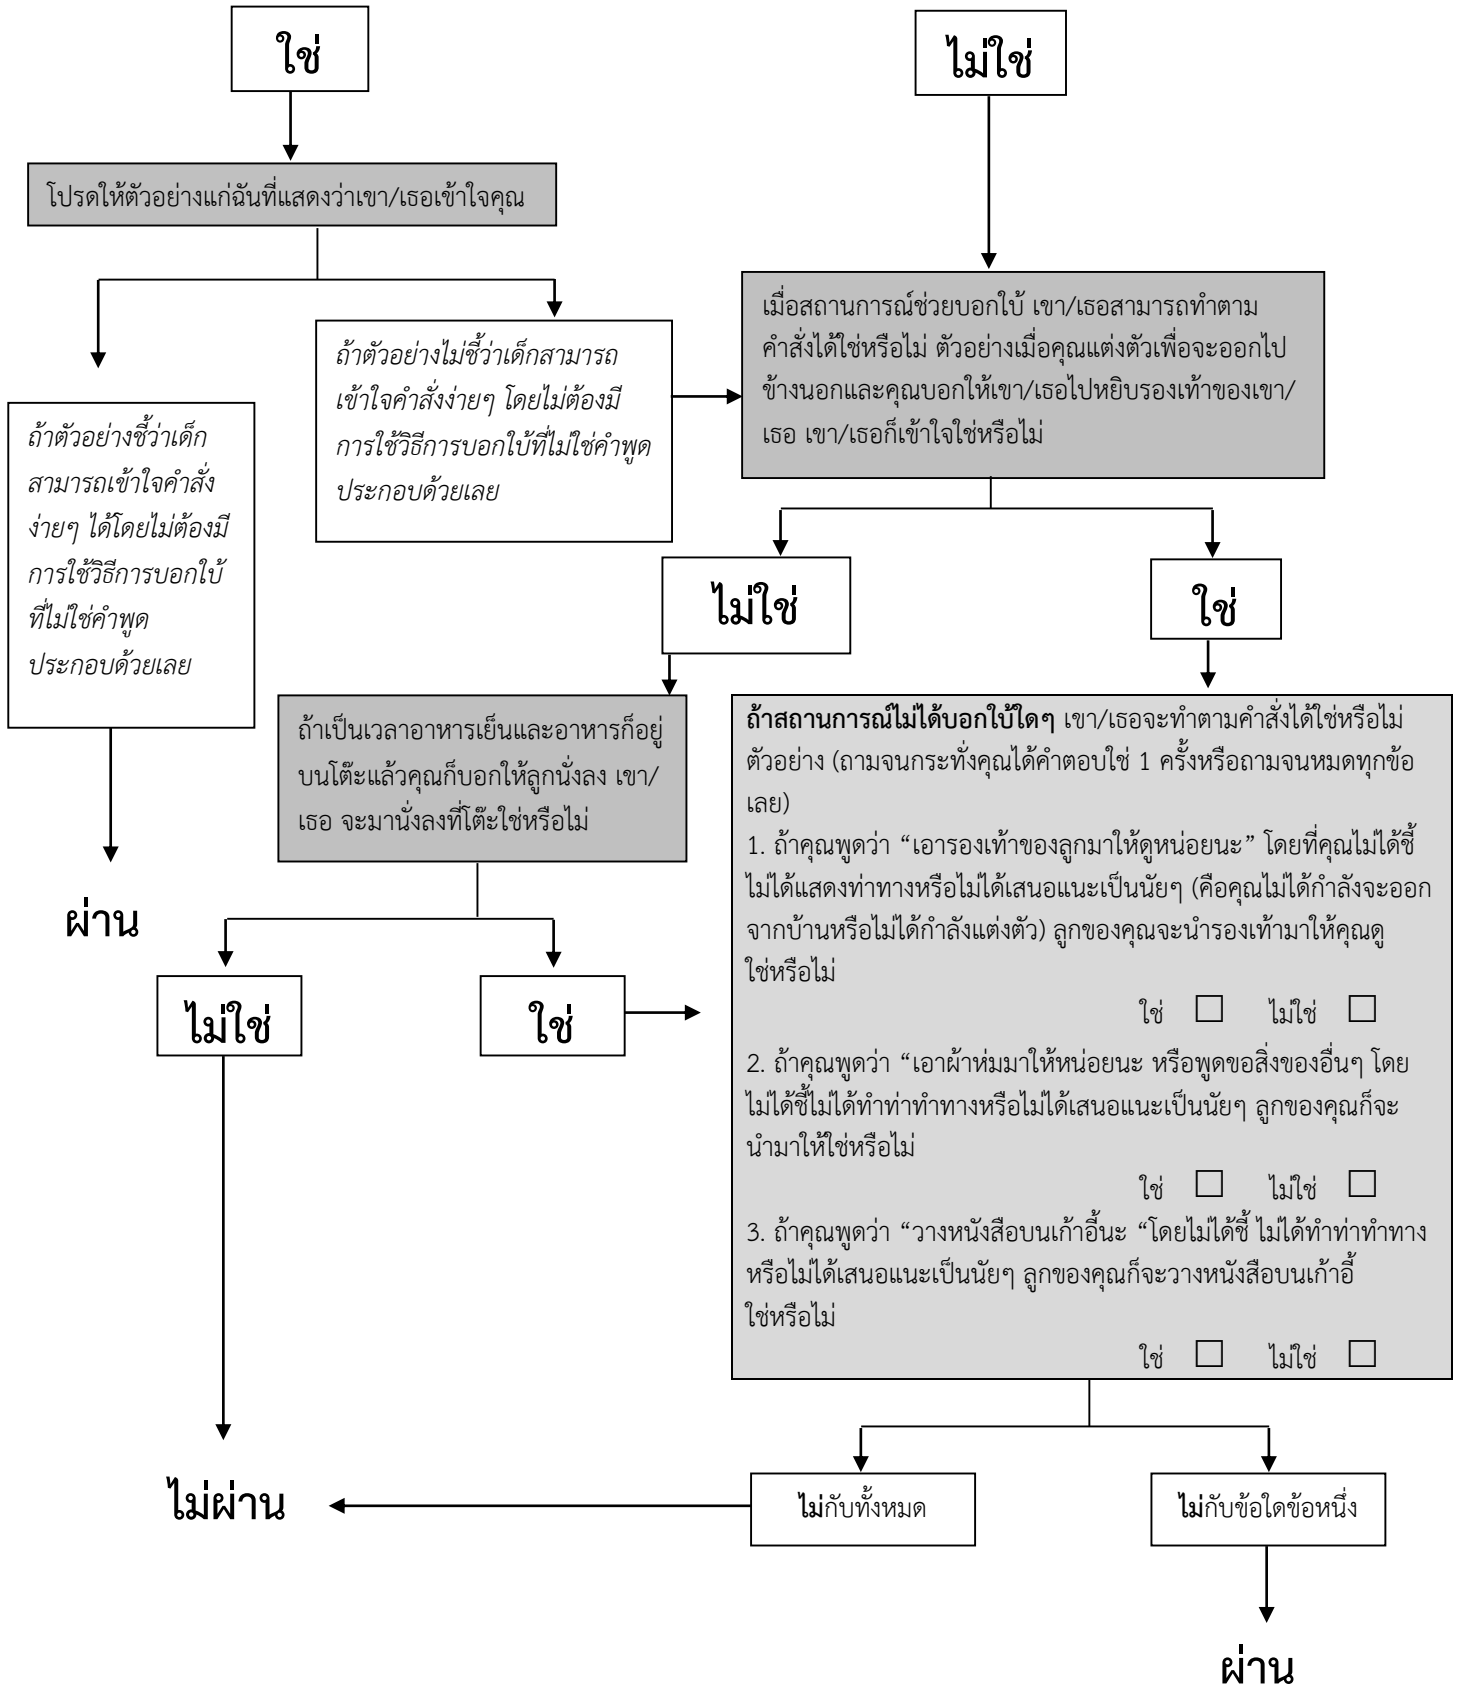 ใช่
ไม่ใช่
โปรดให้ตัวอย่างแก่ฉันที่แสดงว่าเขา/เธอเข้าใจคุณ
เมื่อสถานการณ์ช่วยบอกใบ้ เขา/เธอสามารถทำตาม
คำสั่งได้ใช่หรือไม่ ตัวอย่างเมื่อคุณแต่งตัวเพื่อจะออกไป
ข้างนอกและคุณบอกให้เขา/เธอไปหยิบรองเท้าของเขา/
เธอ เขา/เธอก็เข้าใจใช่หรือไม่
ถ้าตัวอย่างไม่ชี้ว่าเด็กสามารถ
เข้าใจคำสั่งง่ายๆ โดยไม่ต้องมี
การใช้วิธีการบอกใบ้ที่ไม่ใช่คำพูด
ประกอบด้วยเลย
ถ้าตัวอย่างชี้ว่าเด็ก
สามารถเข้าใจคำสั่ง
ง่ายๆ ได้โดยไม่ต้องมี
การใช้วิธีการบอกใบ้
ที่ไม่ใช่คำพูด
ประกอบด้วยเลย
ไม่ใช่
ใช่
ถ้าเป็นเวลาอาหารเย็นและอาหารก็อยู่
บนโต๊ะแล้วคุณก็บอกให้ลูกนั่งลง เขา/
เธอ จะมานั่งลงที่โต๊ะใช่หรือไม่
ผ่าน
ไม่ใช่
ใช่
ถ้าสถานการณ์ไม่ได้บอกใบ้ใดๆ เขา/เธอจะทำตามคำสั่งได้ใช่หรือไม่
ตัวอย่าง (ถามจนกระทั่งคุณได้คำตอบใช่ 1 ครั้งหรือถามจนหมดทุกข้อ
เลย)
1. ถ้าคุณพูดว่า “เอารองเท้าของลูกมาให้ดูหน่อยนะ” โดยที่คุณไม่ได้ชี้
ไม่ได้แสดงท่าทางหรือไม่ได้เสนอแนะเป็นนัยๆ (คือคุณไม่ได้กำลังจะออก
จากบ้านหรือไม่ได้กำลังแต่งตัว) ลูกของคุณจะนำรองเท้ามาให้คุณดู
ใช่หรือไม่
ใช่ ☐ ไม่ใช่ ☐
2. ถ้าคุณพูดว่า “เอาผ้าห่มมาให้หน่อยนะ หรือพูดขอสิ่งของอื่นๆ โดย
ไม่ได้ชี้ไม่ได้ทำท่าทำทางหรือไม่ได้เสนอแนะเป็นนัยๆ ลูกของคุณก็จะ
นำมาให้ใช่หรือไม่
ใช่ ☐ ไม่ใช่ ☐
3. ถ้าคุณพูดว่า “วางหนังสือบนเก้าอี้นะ “โดยไม่ได้ชี้ ไม่ได้ทำท่าทำทาง
หรือไม่ได้เสนอแนะเป็นนัยๆ ลูกของคุณก็จะวางหนังสือบนเก้าอี้
ใช่หรือไม่
ใช่ ☐ ไม่ใช่ ☐
ไม่ผ่าน
ไม่กับทั้งหมด
ไม่กับข้อใดข้อหนึ่ง
ผ่าน